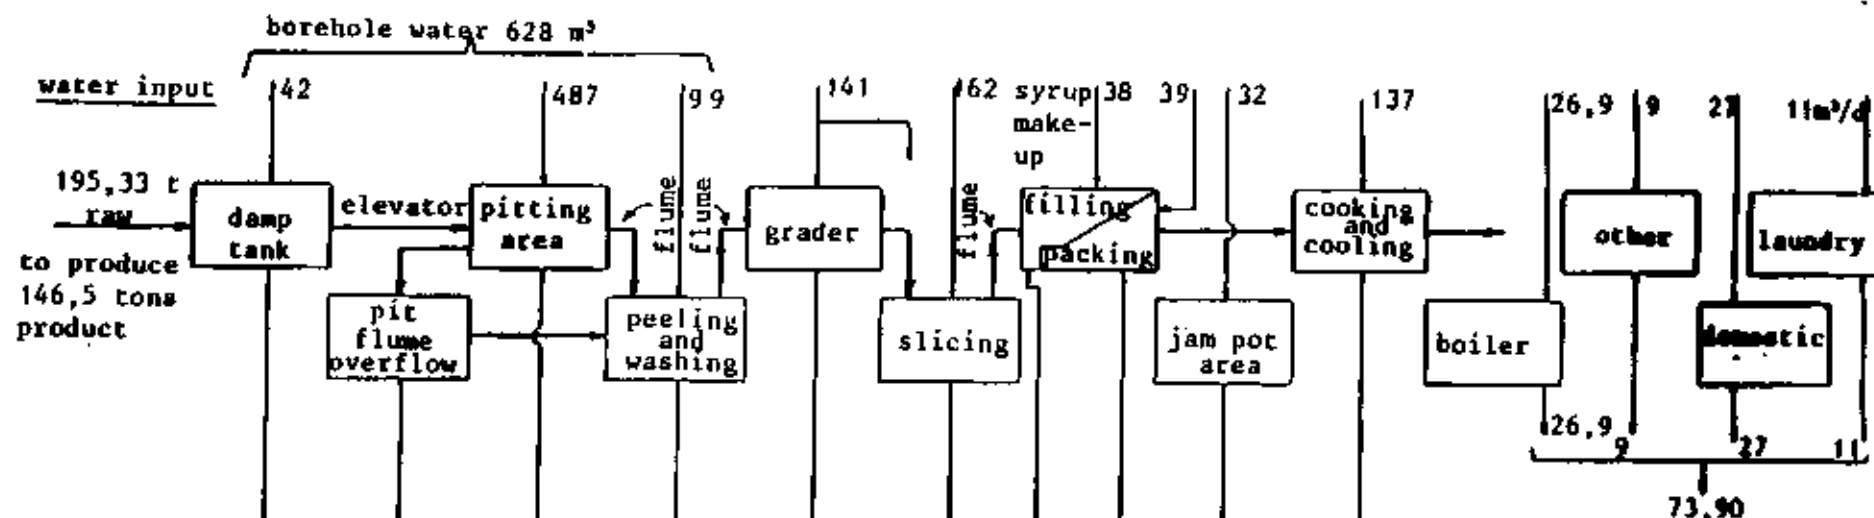 borehole water 628 m³
water input
42
487
99
141
62
syrup
make-
up
38
39
32
137
26,9
9
27
11m³/d
195,33 t
raw
to produce
146,5 tons
product
damp
tank
elevator
pitting
area
flume
flume
grader
flume
filling
packing
cooking
and
cooling
other
laundry
pit
flume
overflow
peeling
and
washing
slicing
jam pot
area
boiler
domestic
26,9
9
27
11
73,90